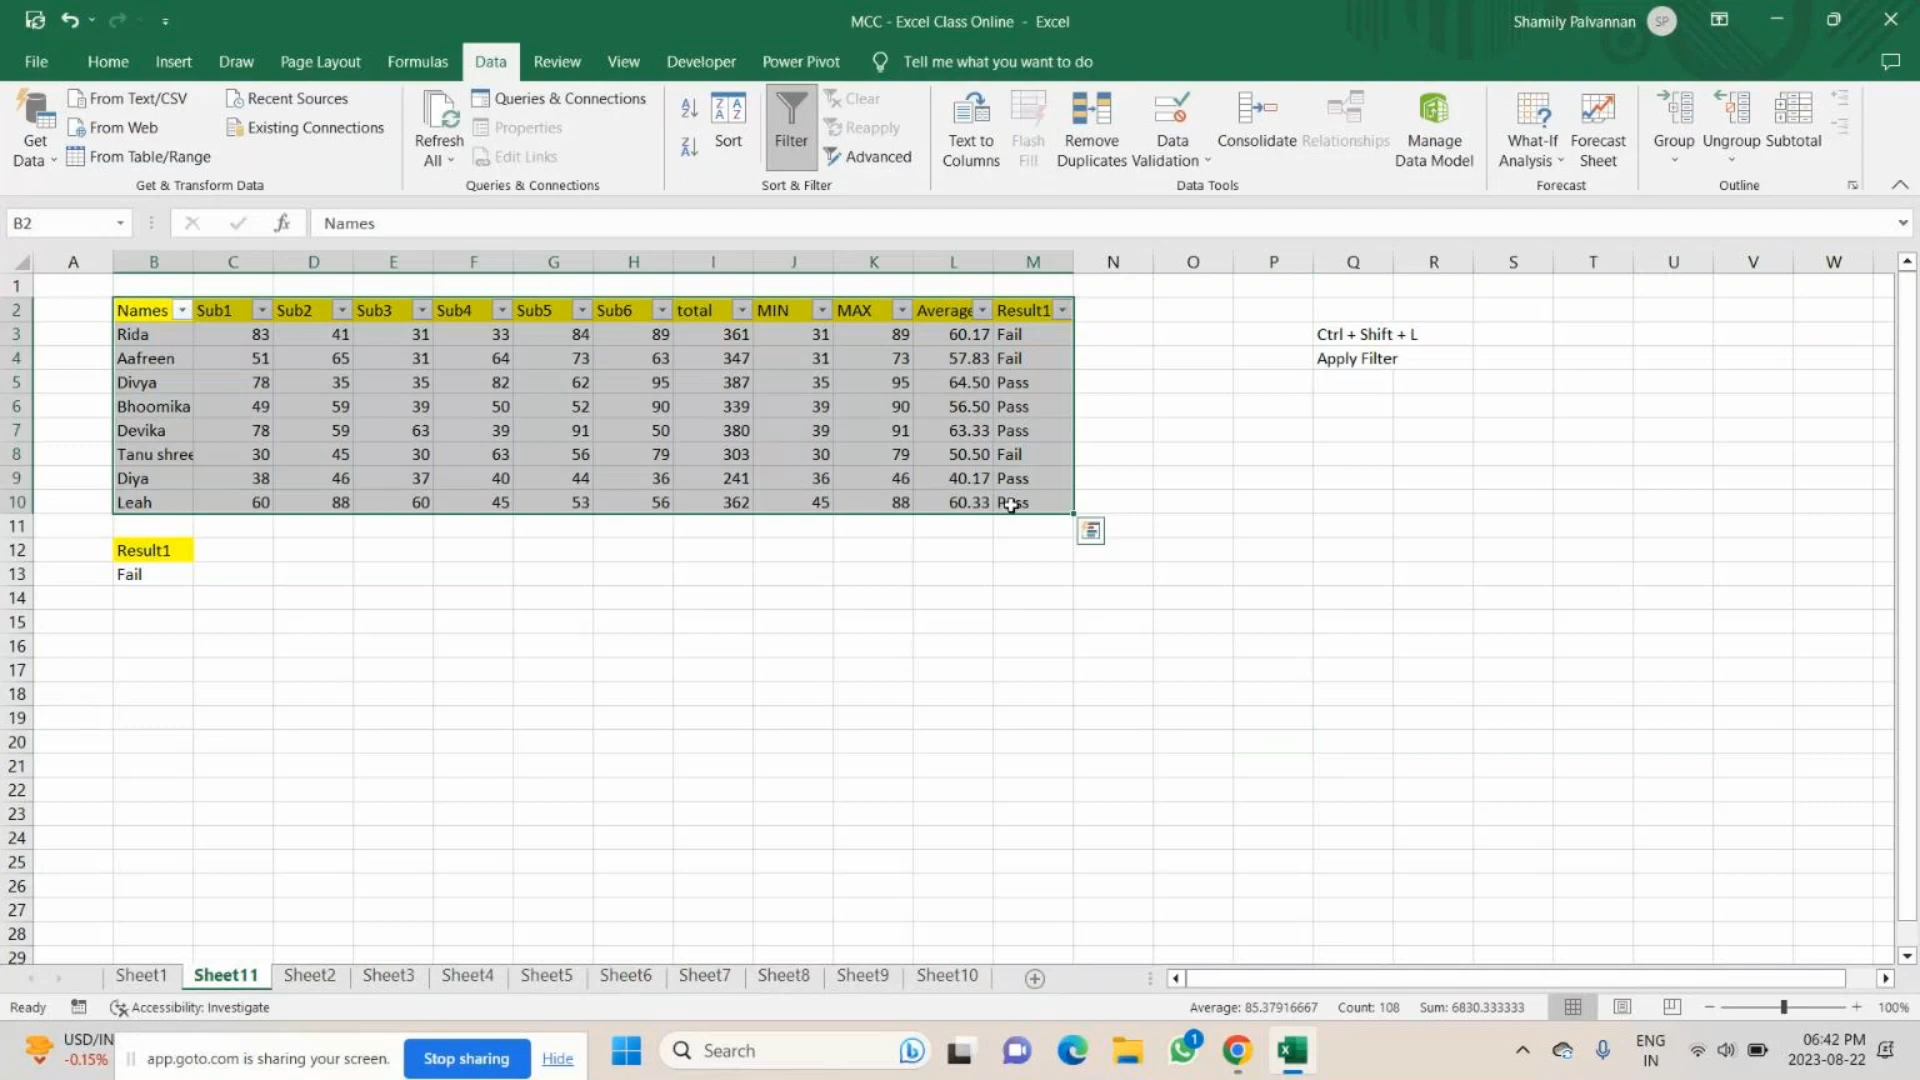 MCC - Excel Class Online - Excel
Shamily Palvannan SP
File Home Insert Draw Page Layout Formulas Data Review View Developer Power Pivot Tell me what you want to do
Get Data
From Text/CSV
From Web
From Table/Range
Recent Sources
Existing Connections
Get & Transform Data
Refresh All
Queries & Connections
Properties
Edit Links
Queries & Connections
Sort
Filter
Clear
Reapply
Advanced
Sort & Filter
Text to Columns
Flash Fill
Remove Duplicates
Data Validation
Consolidate
Relationships
Manage Data Model
Data Tools
What-If Analysis
Forecast Sheet
Forecast
Group
Ungroup
Subtotal
Outline
B2 fx Names
A B C D E F G H I J K L M N O P Q R S T U V W
1
2 Names Sub1 Sub2 Sub3 Sub4 Sub5 Sub6 total MIN MAX Average Result1
3 Rida 83 41 31 33 84 89 361 31 89 60.17 Fail Ctrl + Shift + L
4 Aafreen 51 65 31 64 73 63 347 31 73 57.83 Fail Apply Filter
5 Divya 78 35 35 82 62 95 387 35 95 64.50 Pass
6 Bhoomika 49 59 39 50 52 90 339 39 90 56.50 Pass
7 Devika 78 59 63 39 91 50 380 39 91 63.33 Pass
8 Tanu shree 30 45 30 63 56 79 303 30 79 50.50 Fail
9 Diya 38 46 37 40 44 36 241 36 46 40.17 Pass
10 Leah 60 88 60 45 53 56 362 45 88 60.33 Pass
11
12 Result1
13 Fail
14
15
16
17
18
19
20
21
22
23
24
25
26
27
28
29
Sheet1 Sheet11 Sheet2 Sheet3 Sheet4 Sheet5 Sheet6 Sheet7 Sheet8 Sheet9 Sheet10
Ready Accessibility: Investigate Average: 85.37916667 Count: 108 Sum: 6830.333333 100%
USD/IN
-0.15%
app.goto.com is sharing your screen. Stop sharing Hide
Search
1
ENG
IN
06:42 PM
2023-08-22